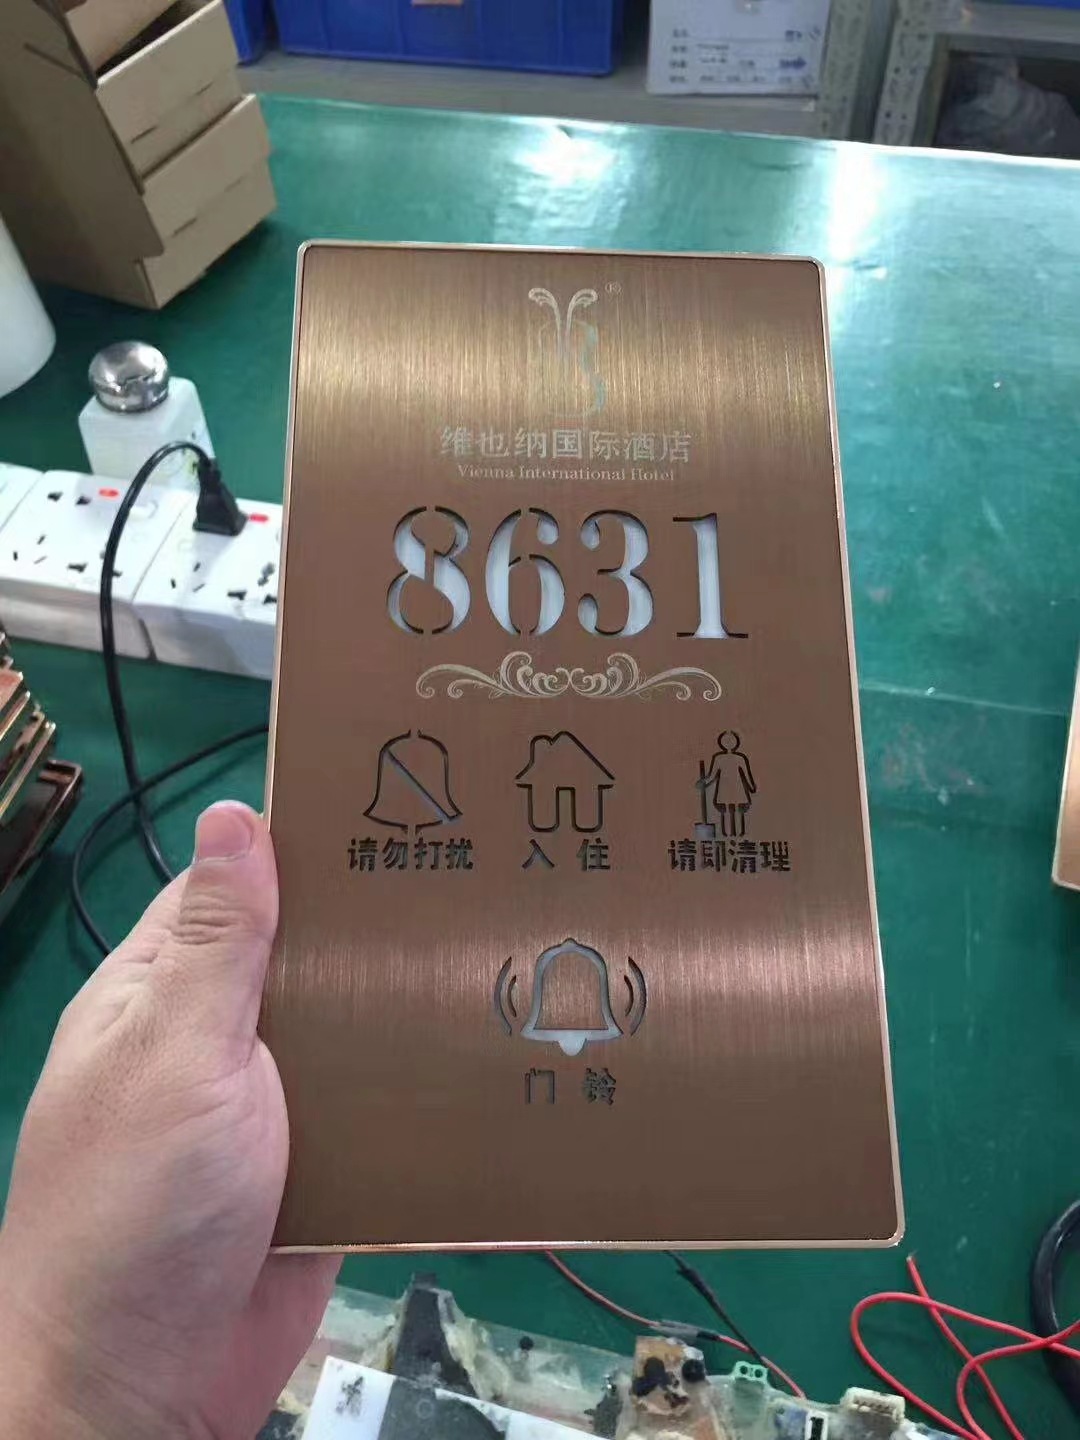 ®
维也纳国际酒店
Vienna International Hotel
8631
请勿打扰 入住 请即清理
门铃